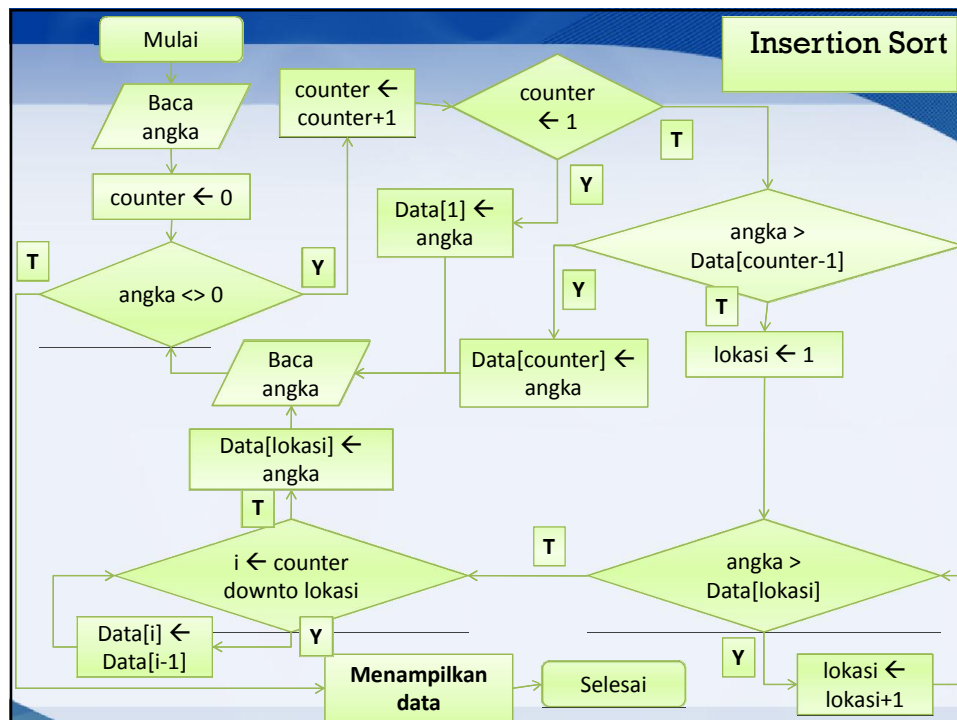 Insertion Sort
Mulai
Baca
angka
counter ← 0
T
angka <> 0
Y
counter ←
counter+1
counter
← 1
T
Y
Data[1] ←
angka
angka >
Data[counter-1]
Y
T
Data[counter] ←
angka
lokasi ← 1
Baca
angka
Data[lokasi] ←
angka
T
i ← counter
downto lokasi
Y
Data[i] ←
Data[i-1]
T
angka >
Data[lokasi]
Y
lokasi ←
lokasi+1
Menampilkan
data
Selesai